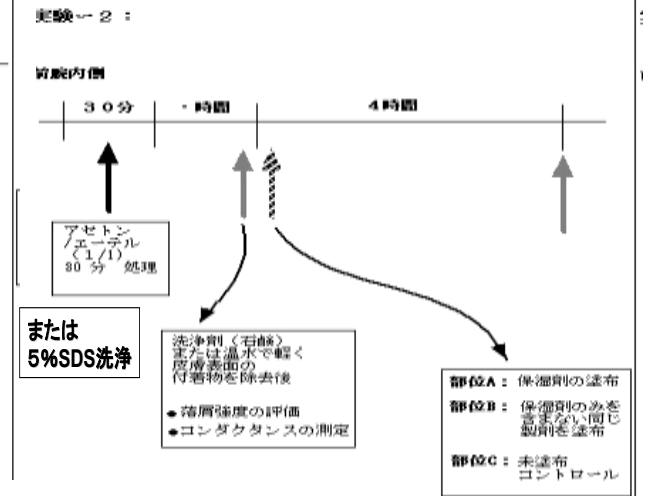 実験－２：
前腕内側
３０分
時間
４時間
アセトン
/エーテル
（１/１）
３０ 分 処理
または
5%SDS洗浄
洗浄剤（石鹸）
または温水で軽く
皮膚表面の
付着物を除去後
●落屑強度の評価
●コンダクタンスの測定
部位A： 保湿剤の塗布
部位B： 保湿剤のみを
含まない同じ
製剤を塗布
部位C： 未塗布
コントロール